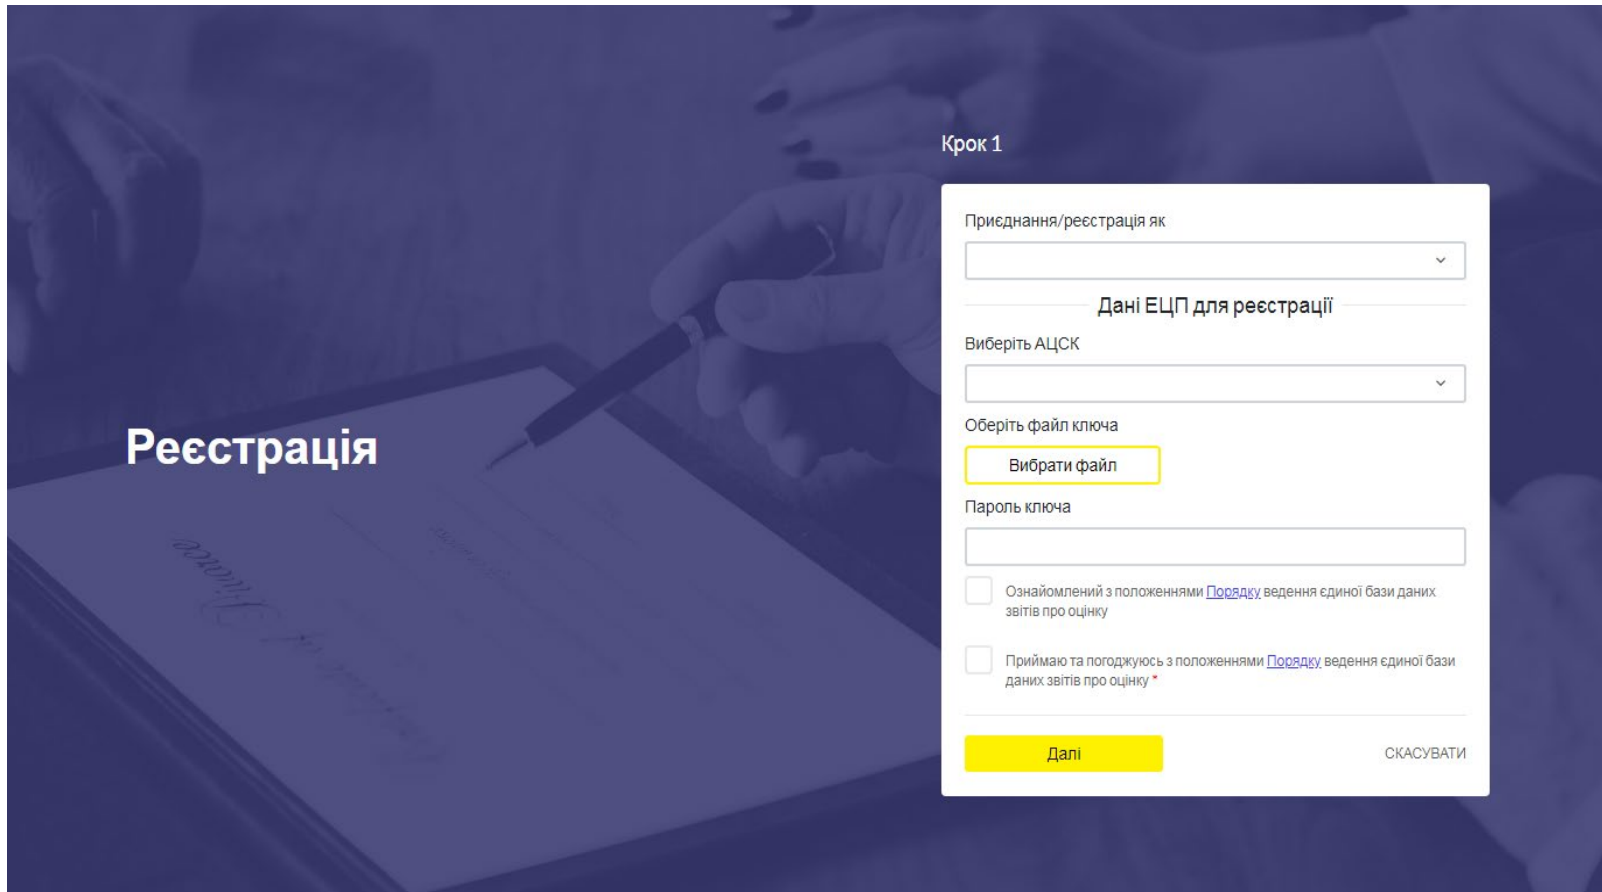 Крок 1
Приєднання/реєстрація як
Дані ЕЦП для реєстрації
Виберіть АЦСК
Оберіть файл ключа
Вибрати файл
Пароль ключа
Ознайомлений з положеннями Порядку ведення єдиної бази даних
звітів про оцінку
Приймаю та погоджуюсь з положеннями Порядку ведення єдиної бази
даних звітів про оцінку *
Далі
СКАСУВАТИ
Реєстрація